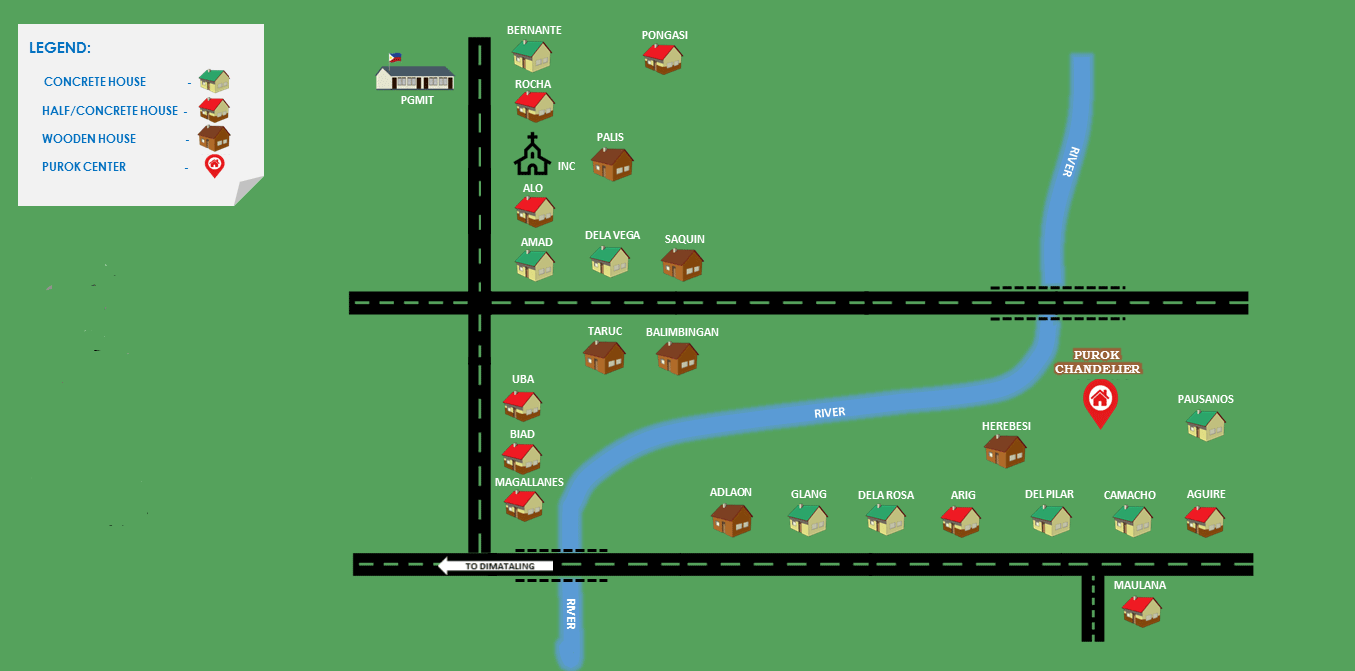 LEGEND:
CONCRETE HOUSE -
HALF/CONCRETE HOUSE -
WOODEN HOUSE -
PUROK CENTER -
BERNANTE
PONGASI
PGMIT
ROCHA
PALIS
INC
ALO
DELA VEGA
SAQUIN
AMAD
RIVER
TARUC
BALIMBINGAN
PUROK
CHANDELIER
UBA
PAUSANOS
RIVER
HEREBESI
BIAD
MAGALLANES
ADLAON
GLANG
DELA ROSA
ARIG
DEL PILAR
CAMACHO
AGUIRE
TO DIMATALING
MAULANA
RIVER